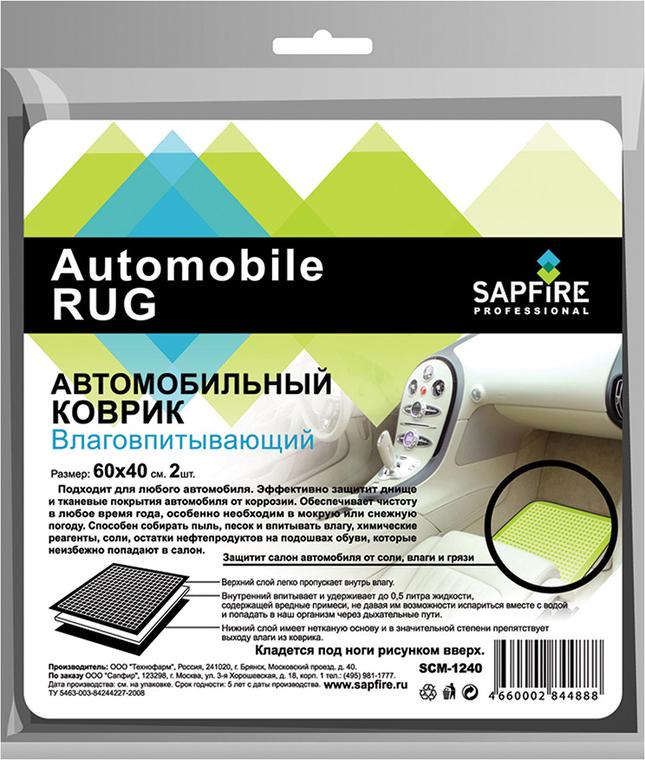 Automobile
RUG
SAPFIRE
PROFESSIONAL
АВТОМОБИЛЬНЫЙ
КОВРИК
Влаговпитывающий
Размер: 60x40 см. 2шт.
Подходит для любого автомобиля. Эффективно защитит днище
и тканевые покрытия автомобиля от коррозии. Обеспечивает чистоту
в любое время года, особенно необходим в мокрую или снежную
погоду. Способен собирать пыль, песок и впитывать влагу, химические
реагенты, соли, остатки нефтепродуктов на подошвах обуви, которые
неизбежно попадают в салон.
Защитит салон автомобиля от соли, влаги и грязи
Верхний слой легко пропускает внутрь влагу.
Внутренний впитывает и удерживает до 0,5 литра жидкости,
содержащей вредные примеси, не давая им возможности испариться вместе с водой
и попадать в наш организм через дыхательные пути.
Нижний слой имеет нетканую основу и в значительной степени препятствует
выходу влаги из коврика.
Кладется под ноги рисунком вверх.
Производитель: ООО "Технофарм", Россия, 241020, г. Брянск, Московский проезд, д. 40.
По заказу ООО "Сапфир", 123298, г. Москва, ул. 3-я Хорошевская, д. 18, корп. 1 тел.: (495) 981-1777.
Дата производства: см. на упаковке. Срок годности: 5 лет с даты производства. www.sapfire.ru
ТУ 5463-003-84244227-2008
SCM-1240
4 660002 844888